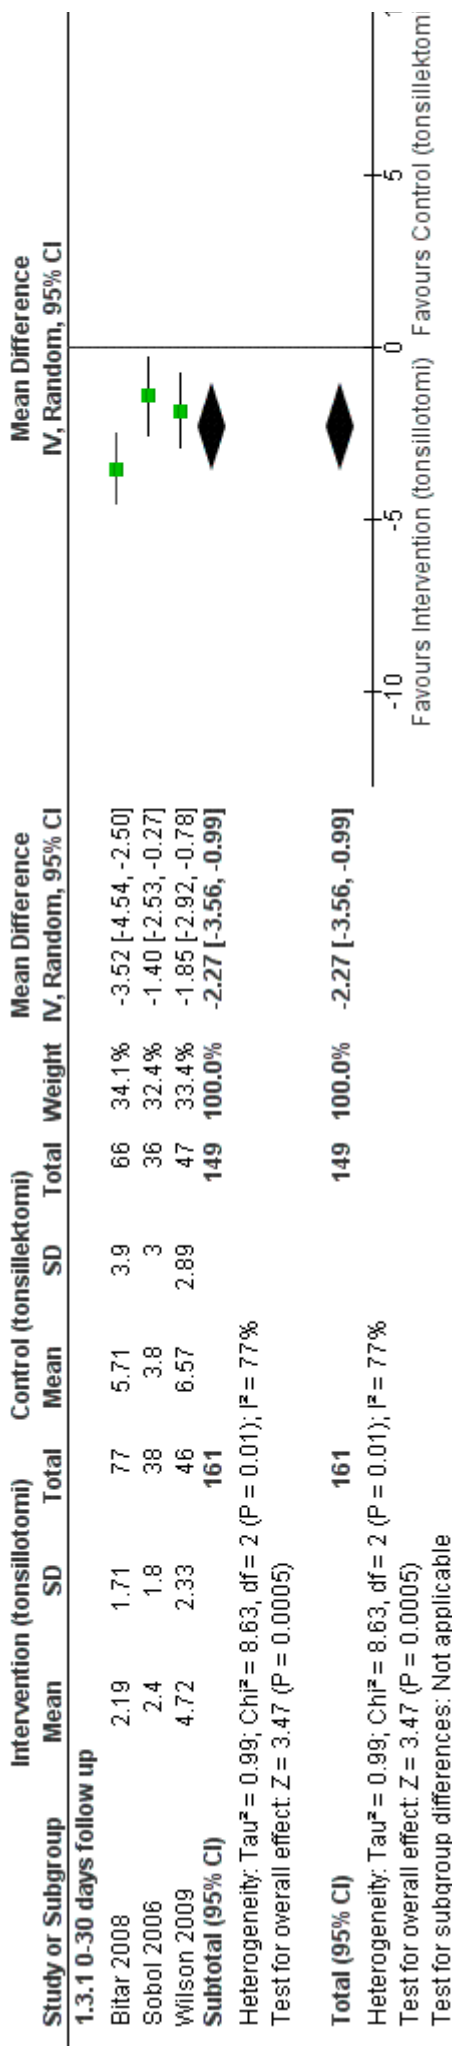 Intervention (tonsillotomi) Control (tonsillektomi) Mean Difference Mean Difference
Study or Subgroup Mean SD Total Mean SD Total Weight IV, Random, 95% CI IV, Random, 95% CI
1.3.1 0-30 days follow up
Bitar 2008 2.19 1.71 77 5.71 3.9 66 34.1% -3.52 [-4.54, -2.50]
Sobol 2006 2.4 1.8 38 3.8 3 36 32.4% -1.40 [-2.53, -0.27]
Wilson 2009 4.72 2.33 46 6.57 2.89 47 33.4% -1.85 [-2.92, -0.78]
Subtotal (95% CI) 161 149 100.0% -2.27 [-3.56, -0.99]
Heterogeneity: Tau² = 0.99; Chi² = 8.63, df = 2 (P = 0.01); I² = 77%
Test for overall effect: Z = 3.47 (P = 0.0005)
Total (95% CI) 161 149 100.0% -2.27 [-3.56, -0.99]
Heterogeneity: Tau² = 0.99; Chi² = 8.63, df = 2 (P = 0.01); I² = 77%
Test for overall effect: Z = 3.47 (P = 0.0005)
Test for subgroup differences: Not applicable
-10 -5 0 5
Favours Intervention (tonsillotomi) Favours Control (tonsillektomi